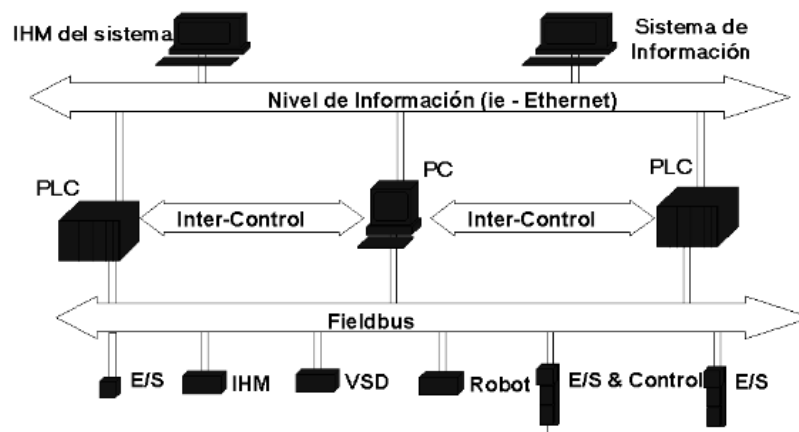 IHM del sistema
Sistema de
Información
Nivel de Información (ie - Ethernet)
PLC
PC
PLC
Inter-Control
Inter-Control
Fieldbus
E/S
IHM
VSD
Robot
E/S & Control
E/S